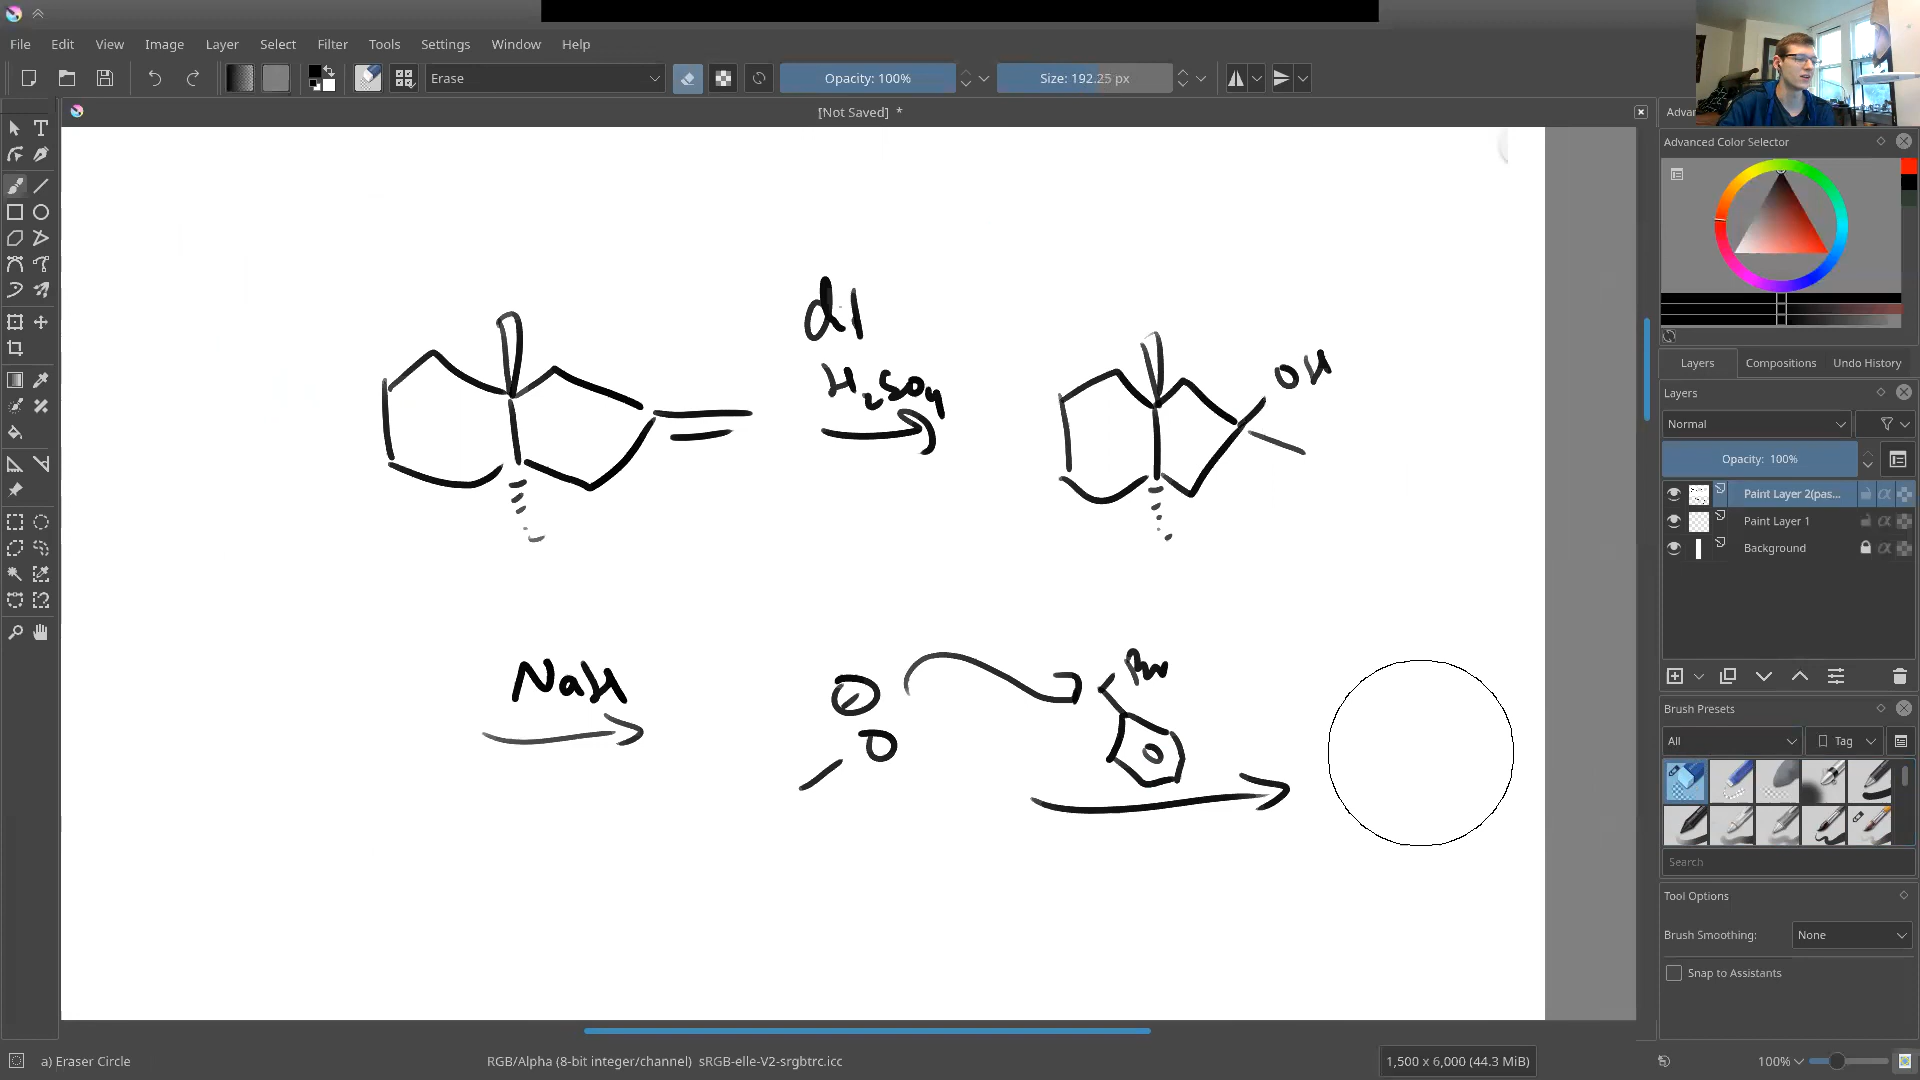 File Edit View Image Layer Select Filter Tools Settings Window Help
Erase Opacity: 100% Size: 192.25 px
[Not Saved] *
Advanced Color Selector
dil
H2SO4
OH
NaH
Br
O
Layers Compositions Undo History
Layers
Normal
Opacity: 100%
Paint Layer 2(pas...
Paint Layer 1
Background
Brush Presets
All Tag
Search
Tool Options
Brush Smoothing: None
Snap to Assistants
a) Eraser Circle RGB/Alpha (8-bit integer/channel) sRGB-elle-V2-srgbtrc.icc 1,500 x 6,000 (44.3 MiB) 100%